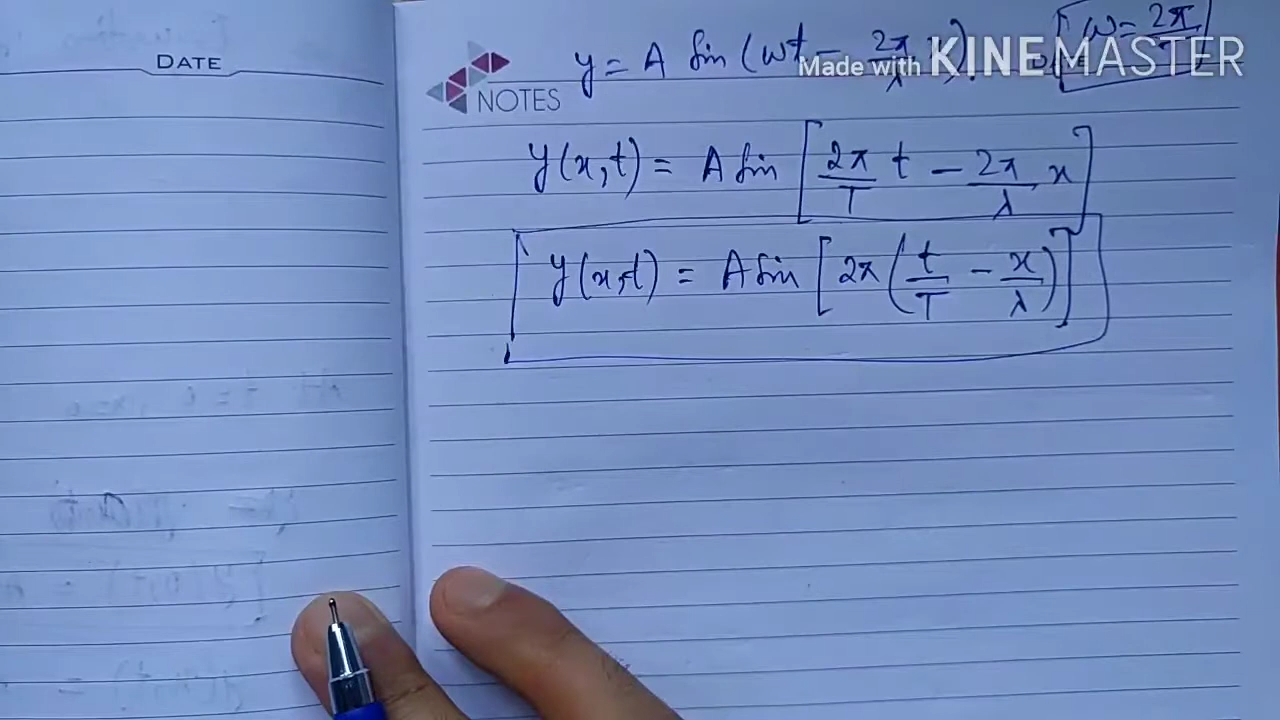 DATE
y = A Sin (ωt − 2π/λ x).
ω = 2π
Made with KINEMASTER
NOTES
y(x,t) = A Sin [2π/T t − 2π/λ x]
y(x,t) = A Sin [2π (t/T − x/λ)]